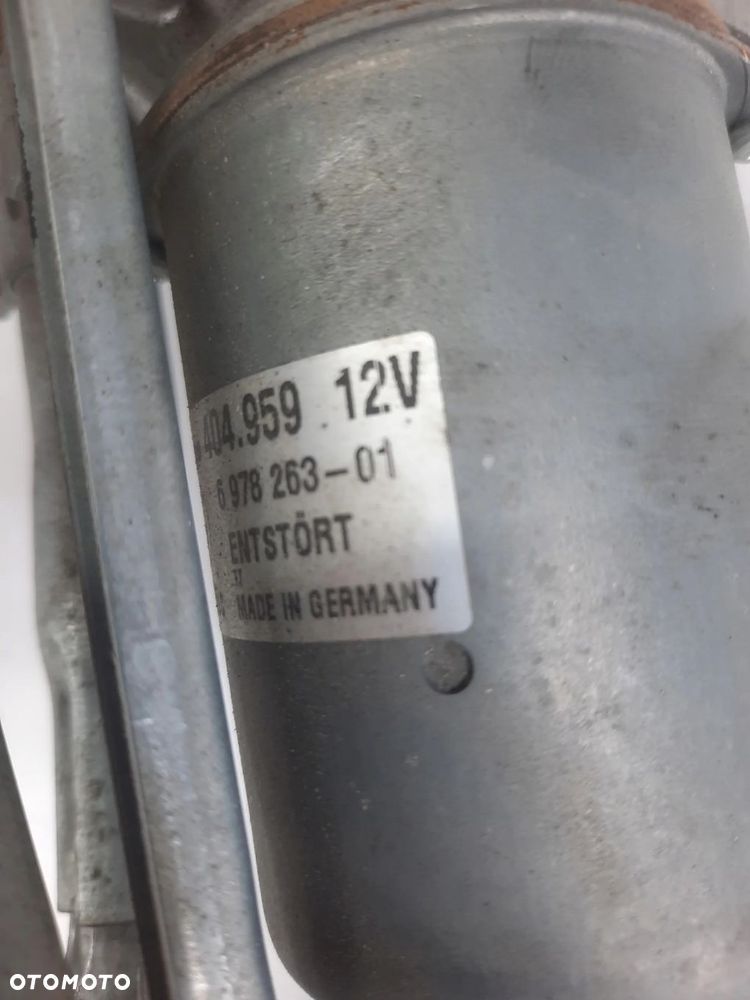 404.959 12V
6 978 263-01
ENTSTÖRT
MADE IN GERMANY
OTOMOTO